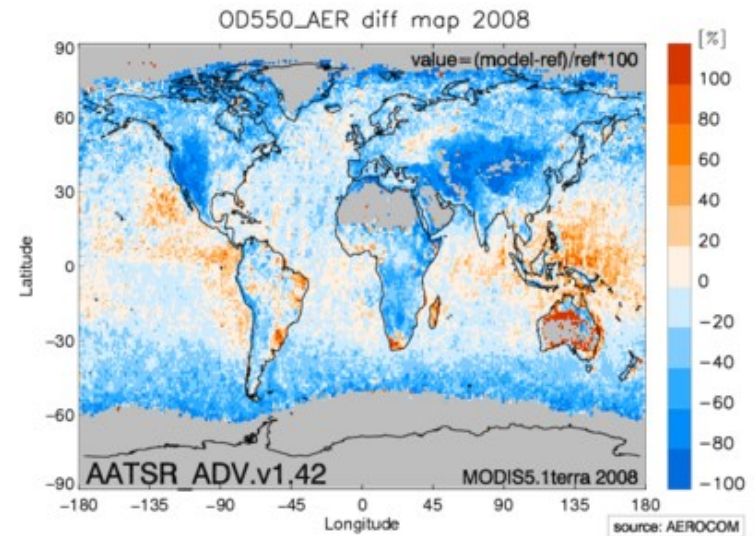 OD550_AER diff map 2008
[%]
value=(model-ref)/ref*100
90
60
30
0
−30
−60
−90
Latitude
100
80
60
40
20
0
−20
−40
−60
−80
−100
AATSR_ADV.v1.42
MODIS5.1terra 2008
−180 −135 −90 −45 0 45 90 135 180
Longitude
source: AEROCOM